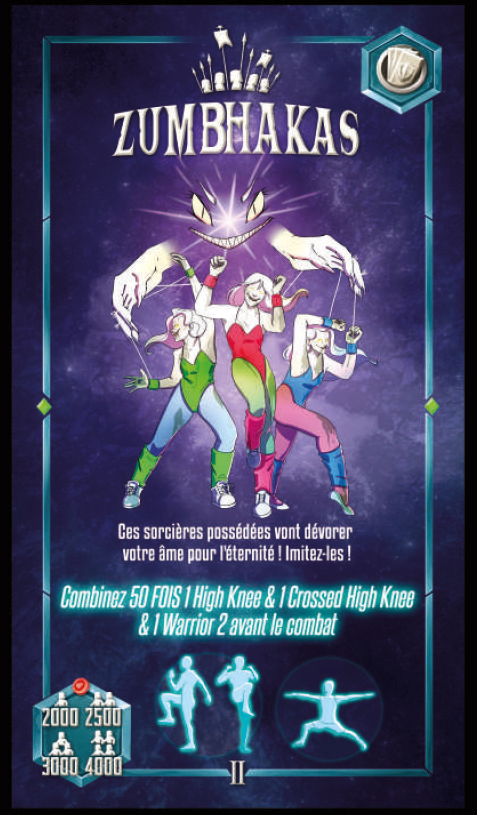 ZUMBHAKAS
Ces sorcières possédées vont dévorer
votre âme pour l'éternité ! Imitez-les !
Combinez 50 FOIS 1 High Knee & 1 Crossed High Knee
& 1 Warrior 2 avant le combat
2000 2500
3000 4000
II